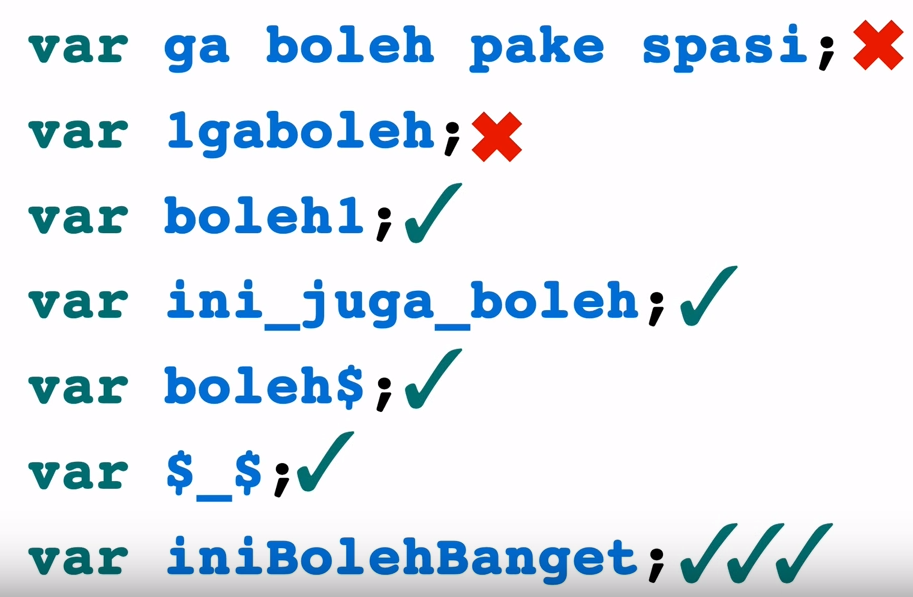 var ga boleh pake spasi;
var 1gaboleh;
var boleh1;
var ini_juga_boleh;
var boleh$;
var $_$;
var iniBolehBanget;